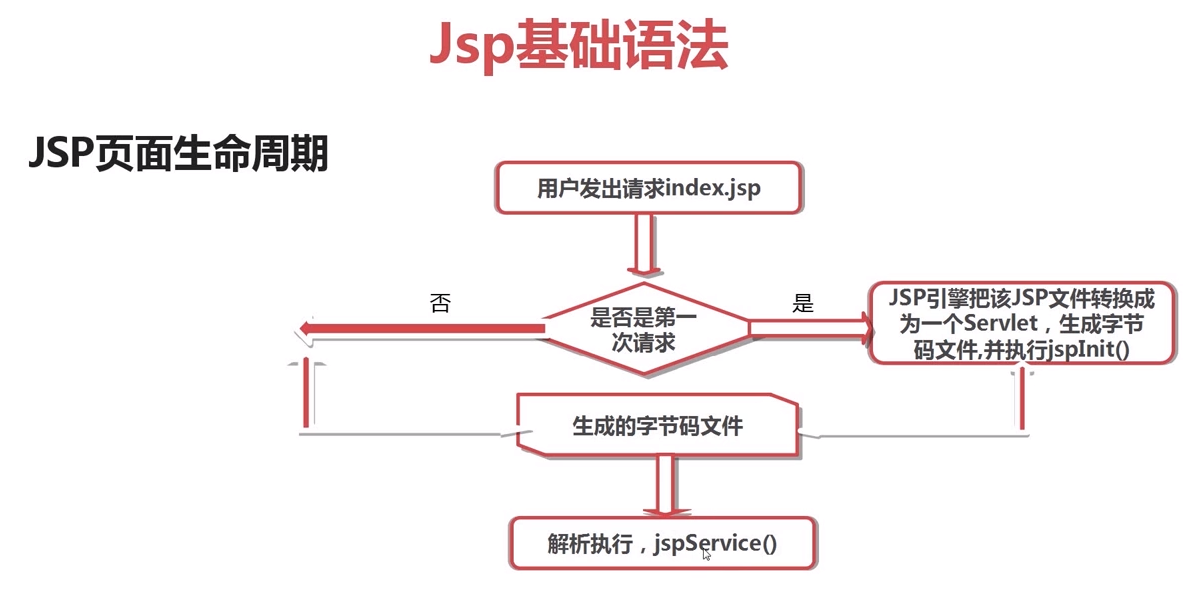 Jsp基础语法
JSP页面生命周期
用户发出请求index.jsp
否
是否是第一
次请求
是
JSP引擎把该JSP文件转换成
为一个Servlet，生成字节
码文件,并执行jspInit()
生成的字节码文件
解析执行，jspService()